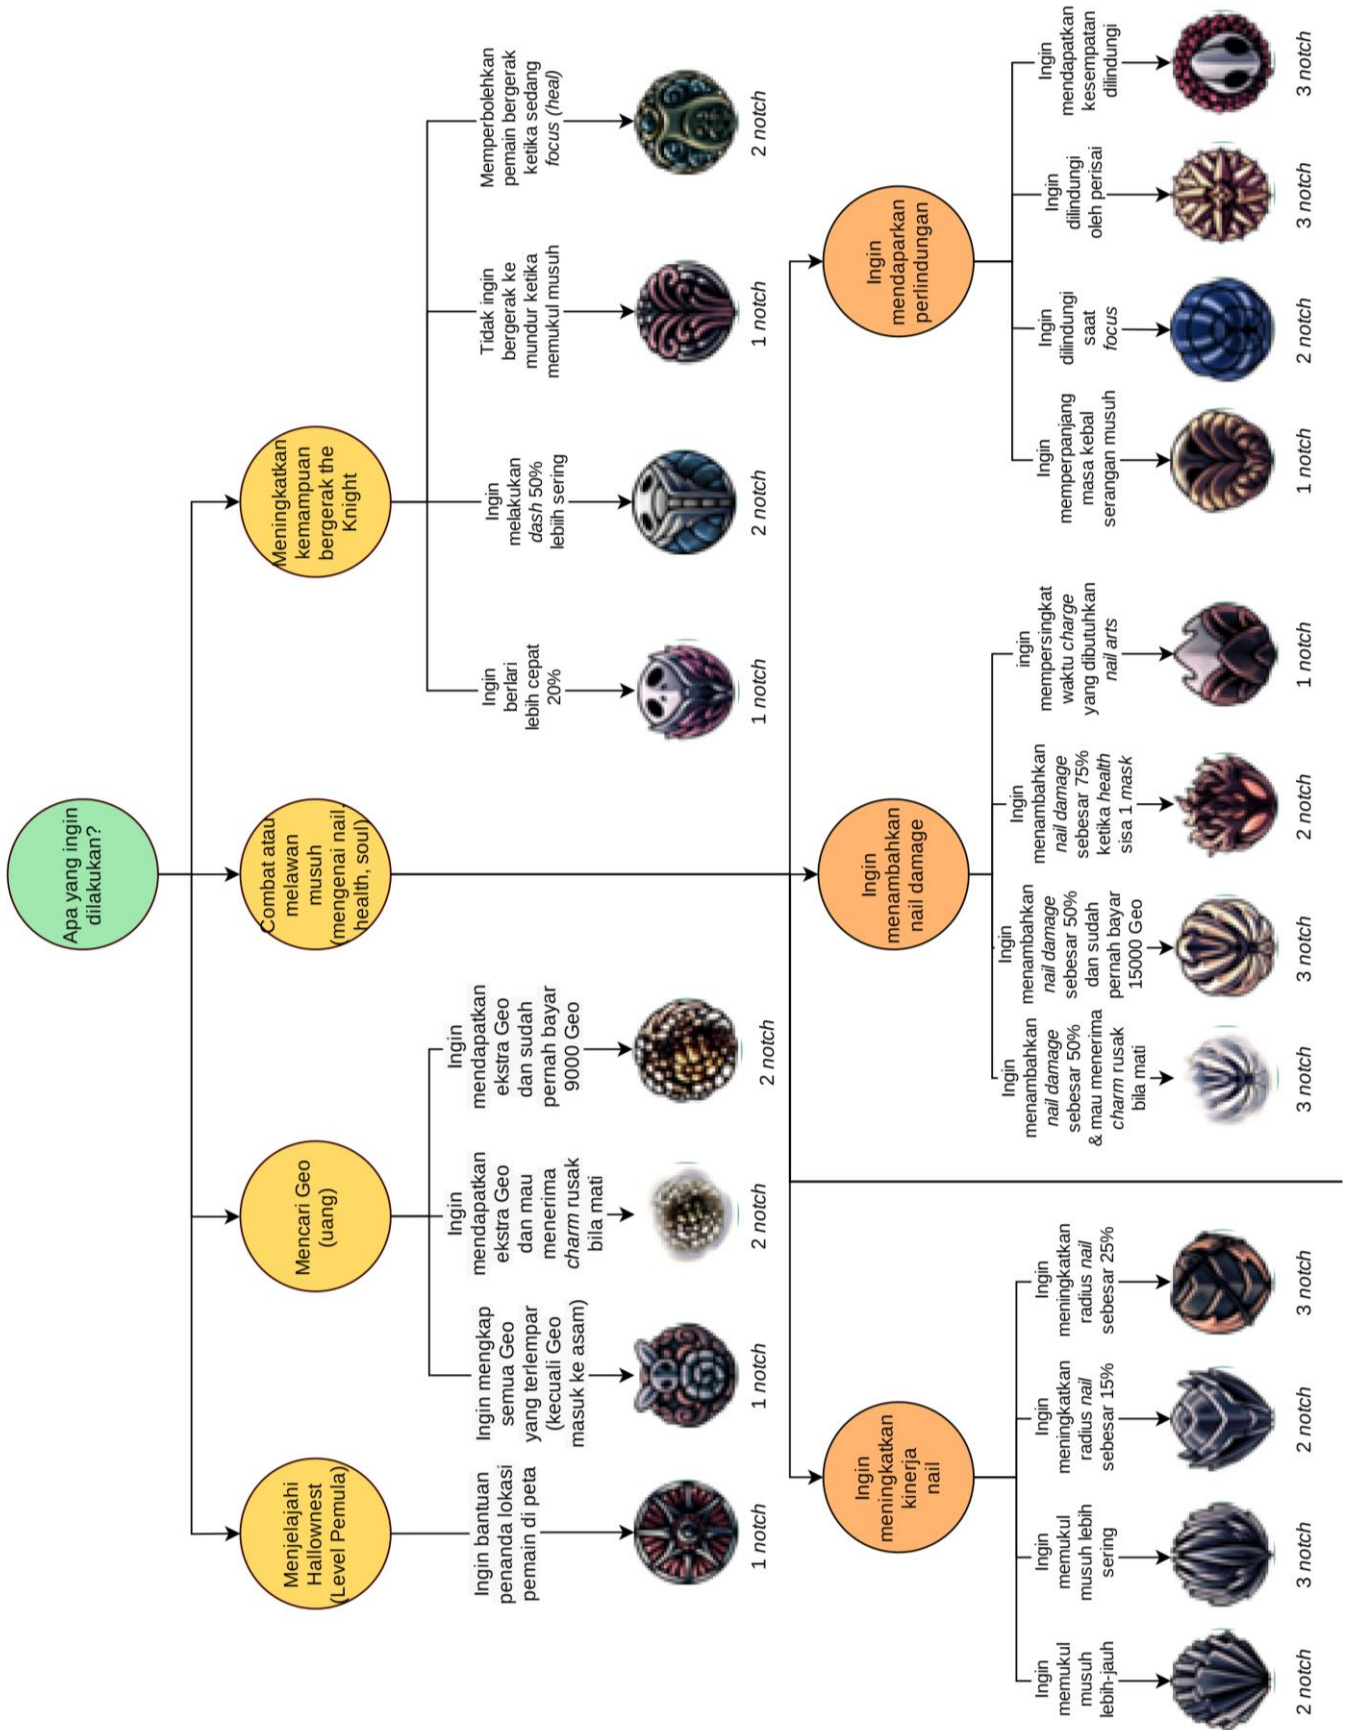 Apa yang ingin
dilakukan?
Menjelajahi
Hallownest
(Level Pemula)
Mencari Geo
(uang)
Combat atau
melawan
musuh
(mengenai nail,
health, soul)
Meningkatkan
kemampuan
bergerak the
Knight
Ingin bantuan
penanda lokasi
pemain di peta
1 notch
Ingin mengkap
semua Geo
yang terlempar
(kecuali Geo
masuk ke asam)
1 notch
Ingin
mendapatkan
ekstra Geo
dan mau
menerima
charm rusak
bila mati
2 notch
Ingin
mendapatkan
ekstra Geo
dan sudah
pernah bayar
9000 Geo
2 notch
Ingin
berlari
lebih cepat
20%
1 notch
Ingin
melakukan
dash 50%
lebiih sering
2 notch
Tidak ingin
bergerak ke
mundur ketika
memukul musuh
1 notch
Memperbolehkan
pemain bergerak
ketika sedang
focus (heal)
2 notch
Ingin
meningkatkan
kinerja
nail
Ingin
menambahkan
nail damage
Ingin
mendaparkan
perlindungan
Ingin
memukul
musuh
lebih-jauh
2 notch
Ingin
memukul
musuh lebih
sering
3 notch
Ingin
meningkatkan
radius nail
sebesar 15%
2 notch
Ingin
meningkatkan
radius nail
sebesar 25%
3 notch
Ingin
menambahkan
nail damage
sebesar 50%
& mau menerima
charm rusak
bila mati
3 notch
Ingin
menambahkan
nail damage
sebesar 50%
dan sudah
pernah bayar
15000 Geo
3 notch
Ingin
menambahkan
nail damage
sebesar 75%
ketika health
sisa 1 mask
2 notch
ingin
mempersingkat
waktu charge
yang dibutuhkan
nail arts
1 notch
Ingin
memperpanjang
masa kebal
serangan musuh
1 notch
Ingin
dilindungi
saat
focus
2 notch
Ingin
dilindungi
oleh perisai
3 notch
Ingin
mendapatkan
kesempatan
dilindungi
3 notch